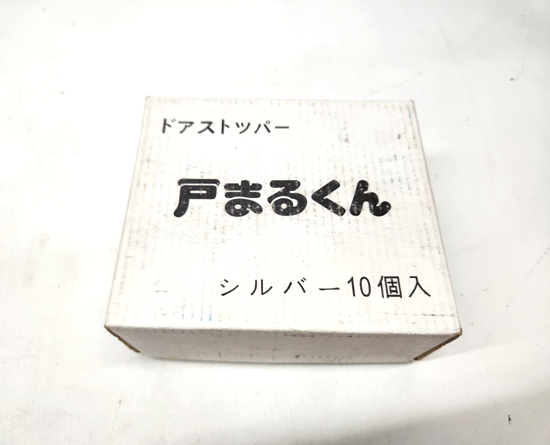 ドアストッパー
戸まるくん
シルバー10個入